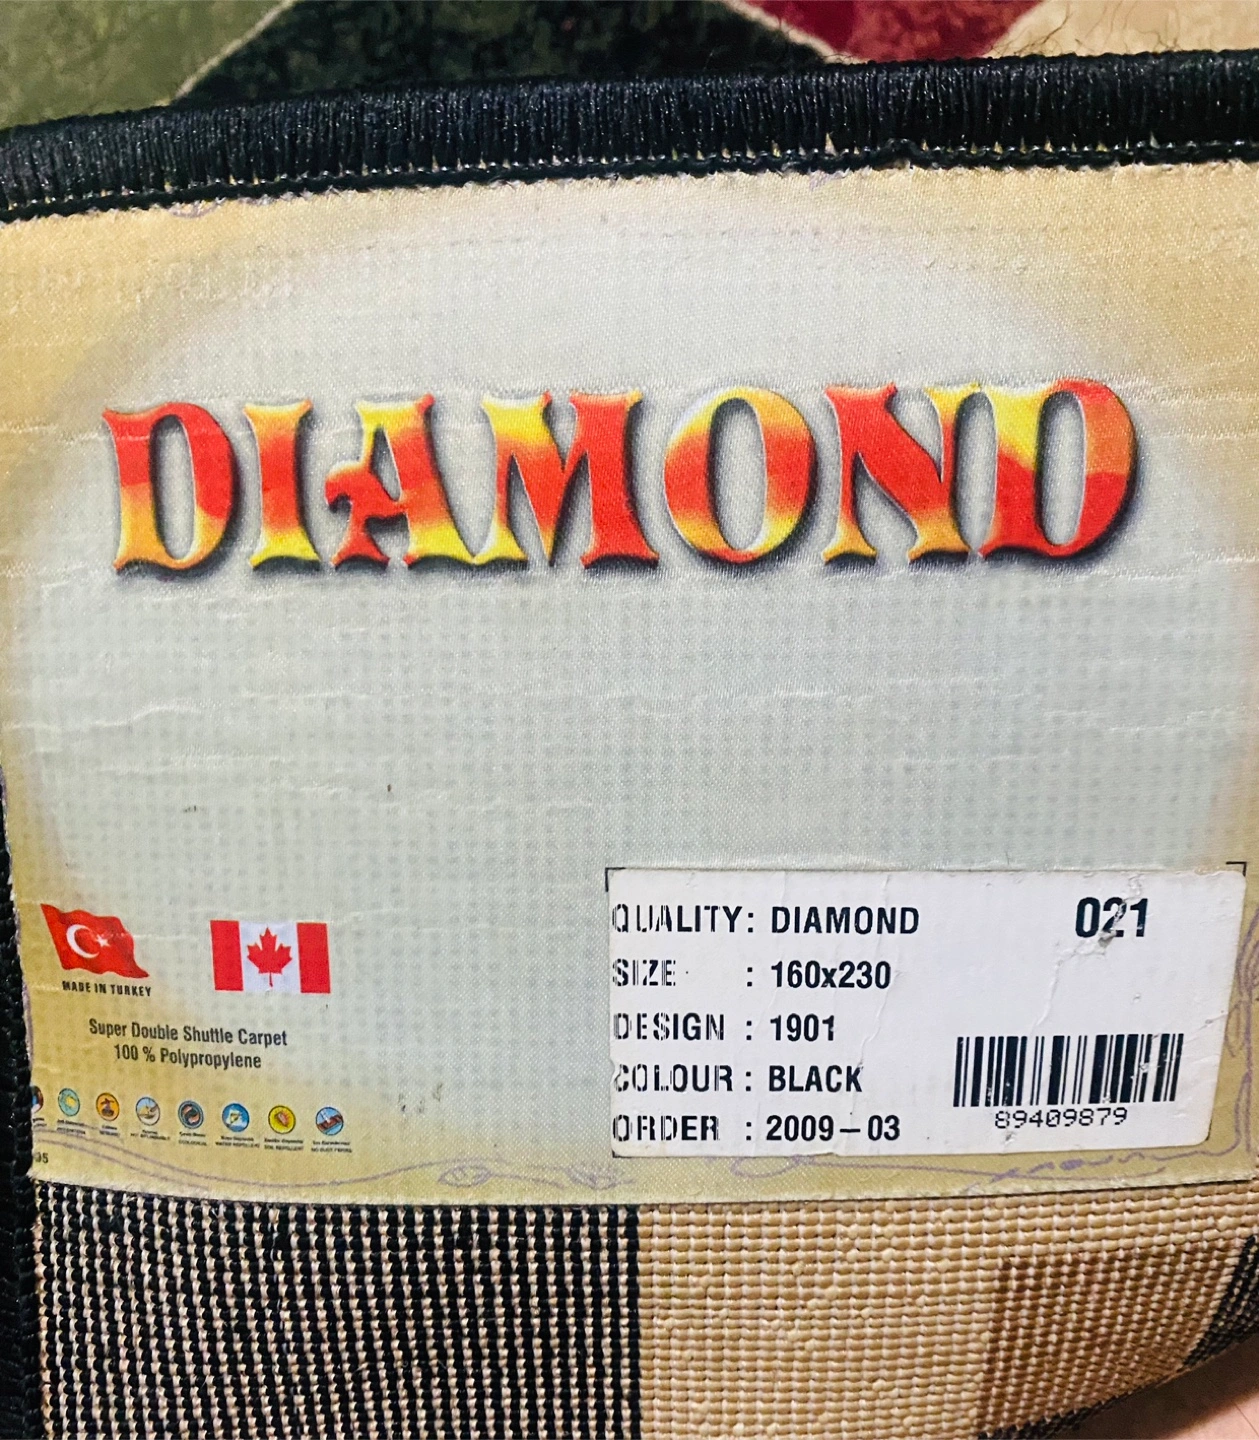 DIAMOND
MADE IN TURKEY
Super Double Shuttle Carpet
100 % Polypropylene
QUALITY: DIAMOND 021
SIZE : 160x230
DESIGN : 1901
COLOUR : BLACK
ORDER : 2009-03
89409879